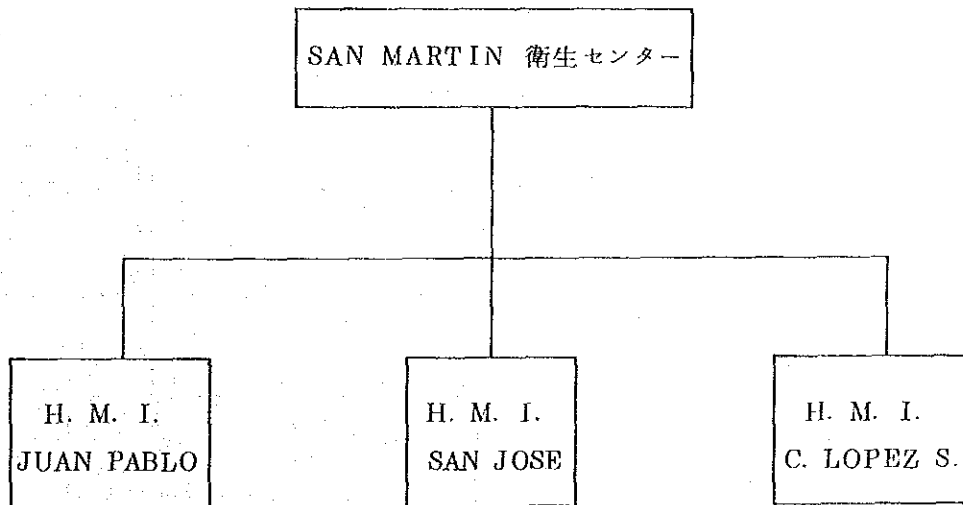 SAN MARTIN 衛生センター
H. M. I.
JUAN PABLO
H. M. I.
SAN JOSE
H. M. I.
C. LOPEZ S.